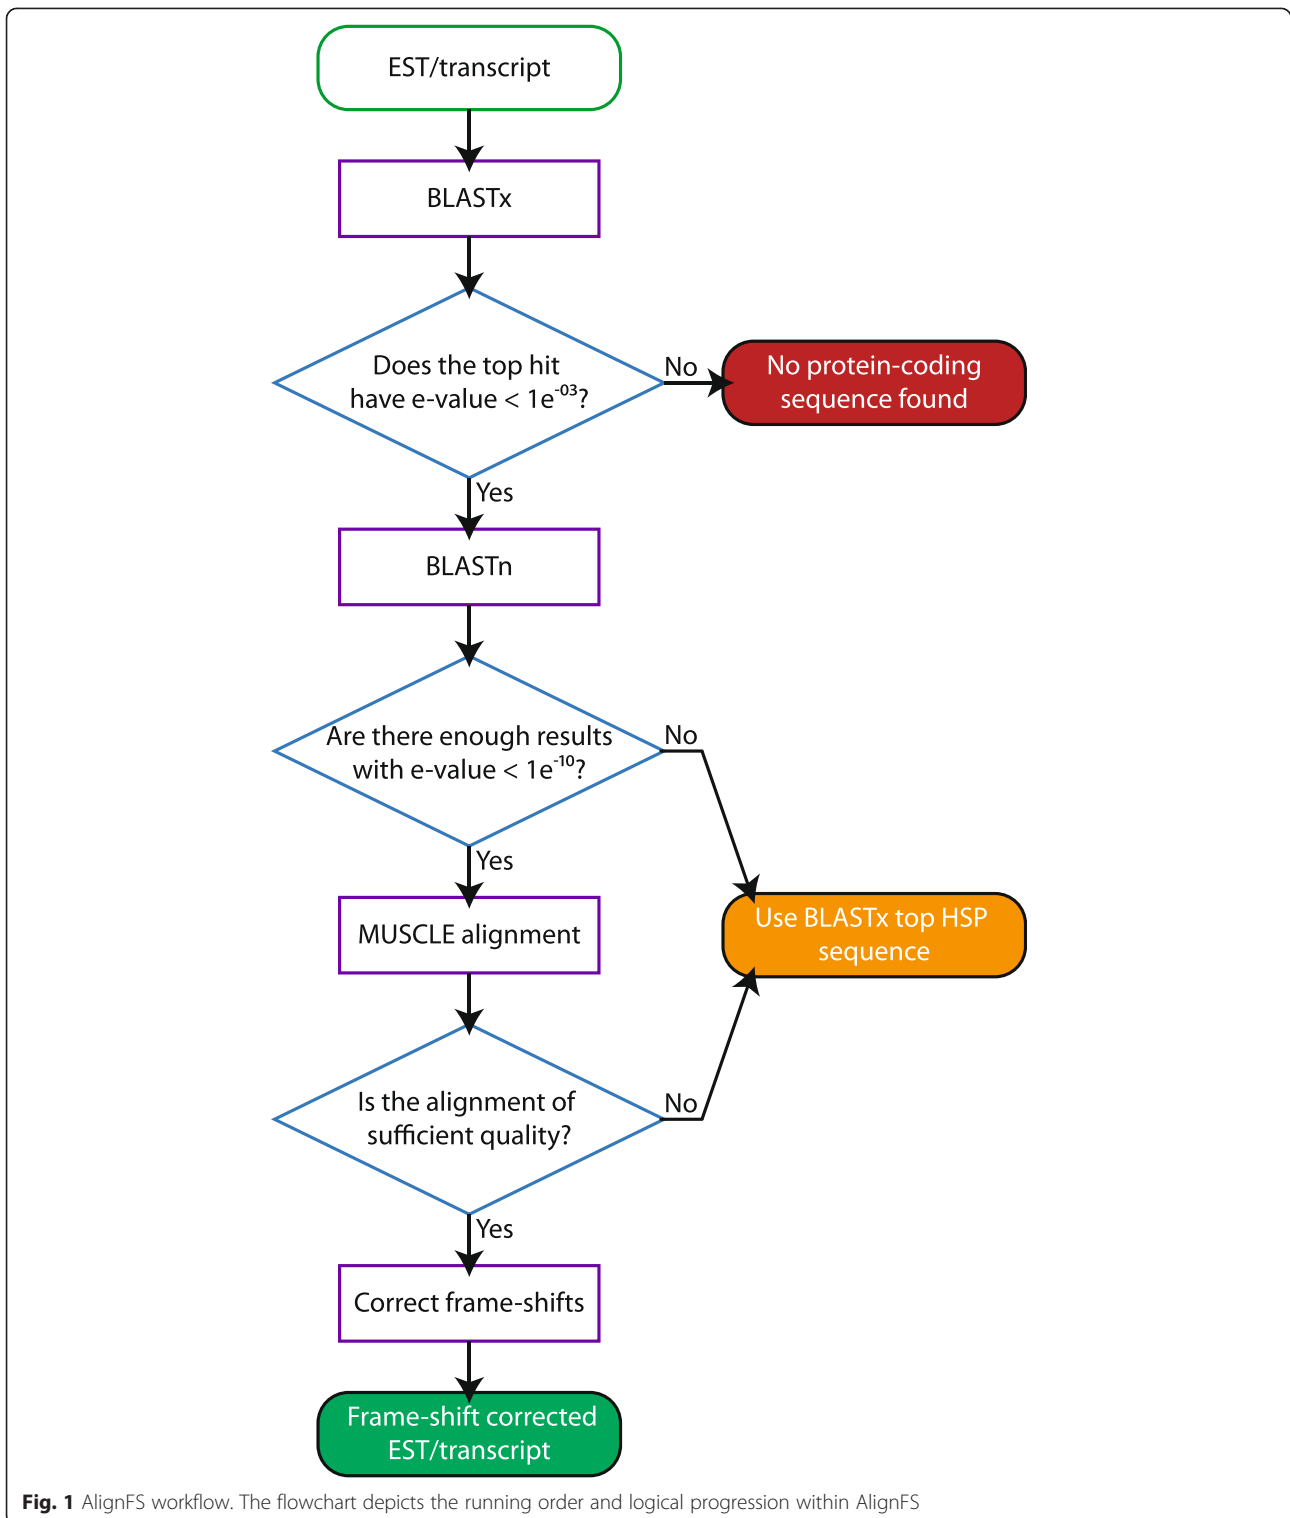 EST/transcript
BLASTx
Does the top hit
have e-value < 1e⁻⁰³?
No
No protein-coding
sequence found
Yes
BLASTn
Are there enough results
with e-value < 1e⁻¹⁰?
No
Yes
MUSCLE alignment
Use BLASTx top HSP
sequence
Is the alignment of
sufficient quality?
No
Yes
Correct frame-shifts
Frame-shift corrected
EST/transcript
Fig. 1 AlignFS workflow. The flowchart depicts the running order and logical progression within AlignFS